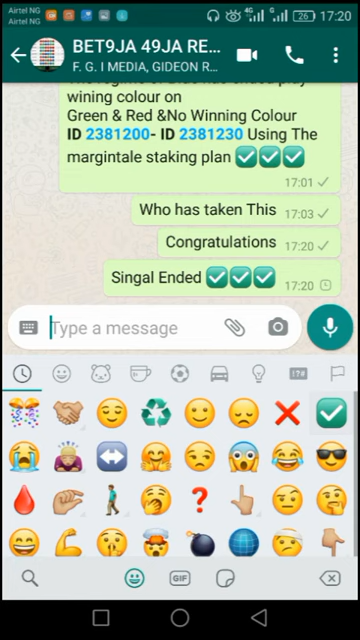 Airtel NG
Airtel NG
4G
G
26
17:20
BET9JA 49JA RE...
F. G. I MEDIA, GIDEON R...
wining colour on
Green & Red &No Winning Colour
ID 2381200- ID 2381230 Using The
margintale staking plan ✅✅✅
17:01
Who has taken This
17:03
Congratulations
17:20
Singal Ended ✅✅✅
17:20
Type a message
!?#
GIF